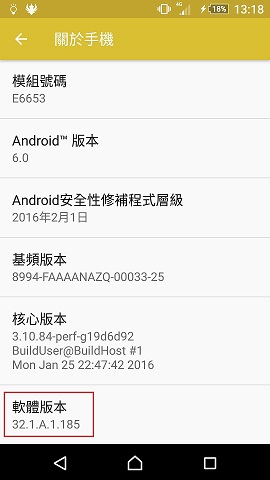 4G
18%
13:18
關於手機
模組號碼
E6653
Android™ 版本
6.0
Android安全性修補程式層級
2016年2月1日
基頻版本
8994-FAAAANAZQ-00033-25
核心版本
3.10.84-perf-g19d6d92
BuildUser@BuildHost #1
Mon Jan 25 22:47:42 2016
軟體版本
32.1.A.1.185